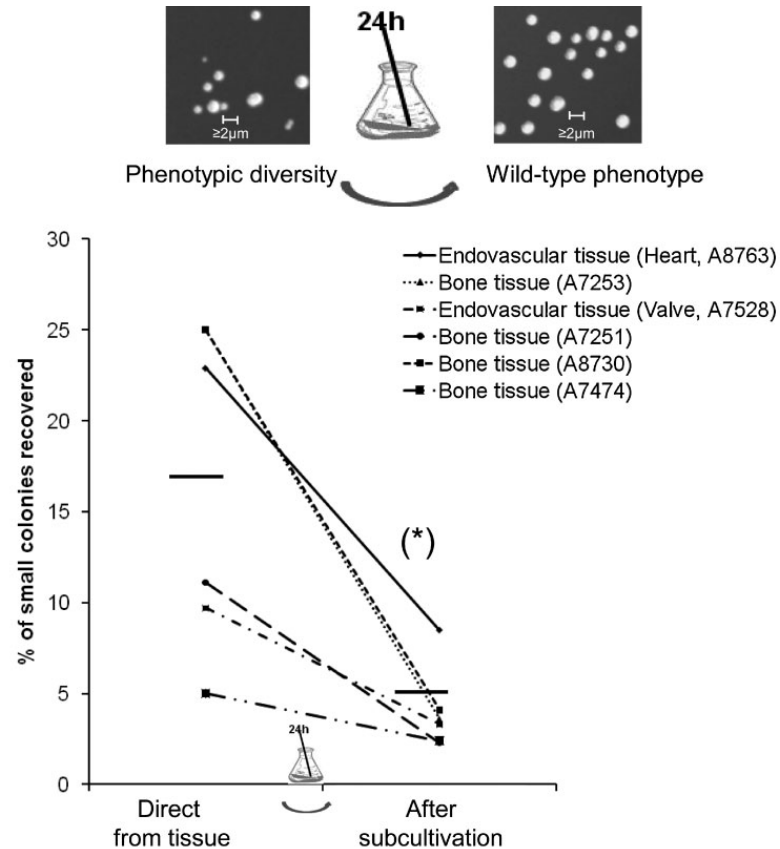 24h
≥2μm
≥2μm
Phenotypic diversity
Wild-type phenotype
30
25
20
15
10
5
0
% of small colonies recovered
Endovascular tissue (Heart, A8763)
Bone tissue (A7253)
Endovascular tissue (Valve, A7528)
Bone tissue (A7251)
Bone tissue (A8730)
Bone tissue (A7474)
(*)
24h
Direct
from tissue
After
subcultivation